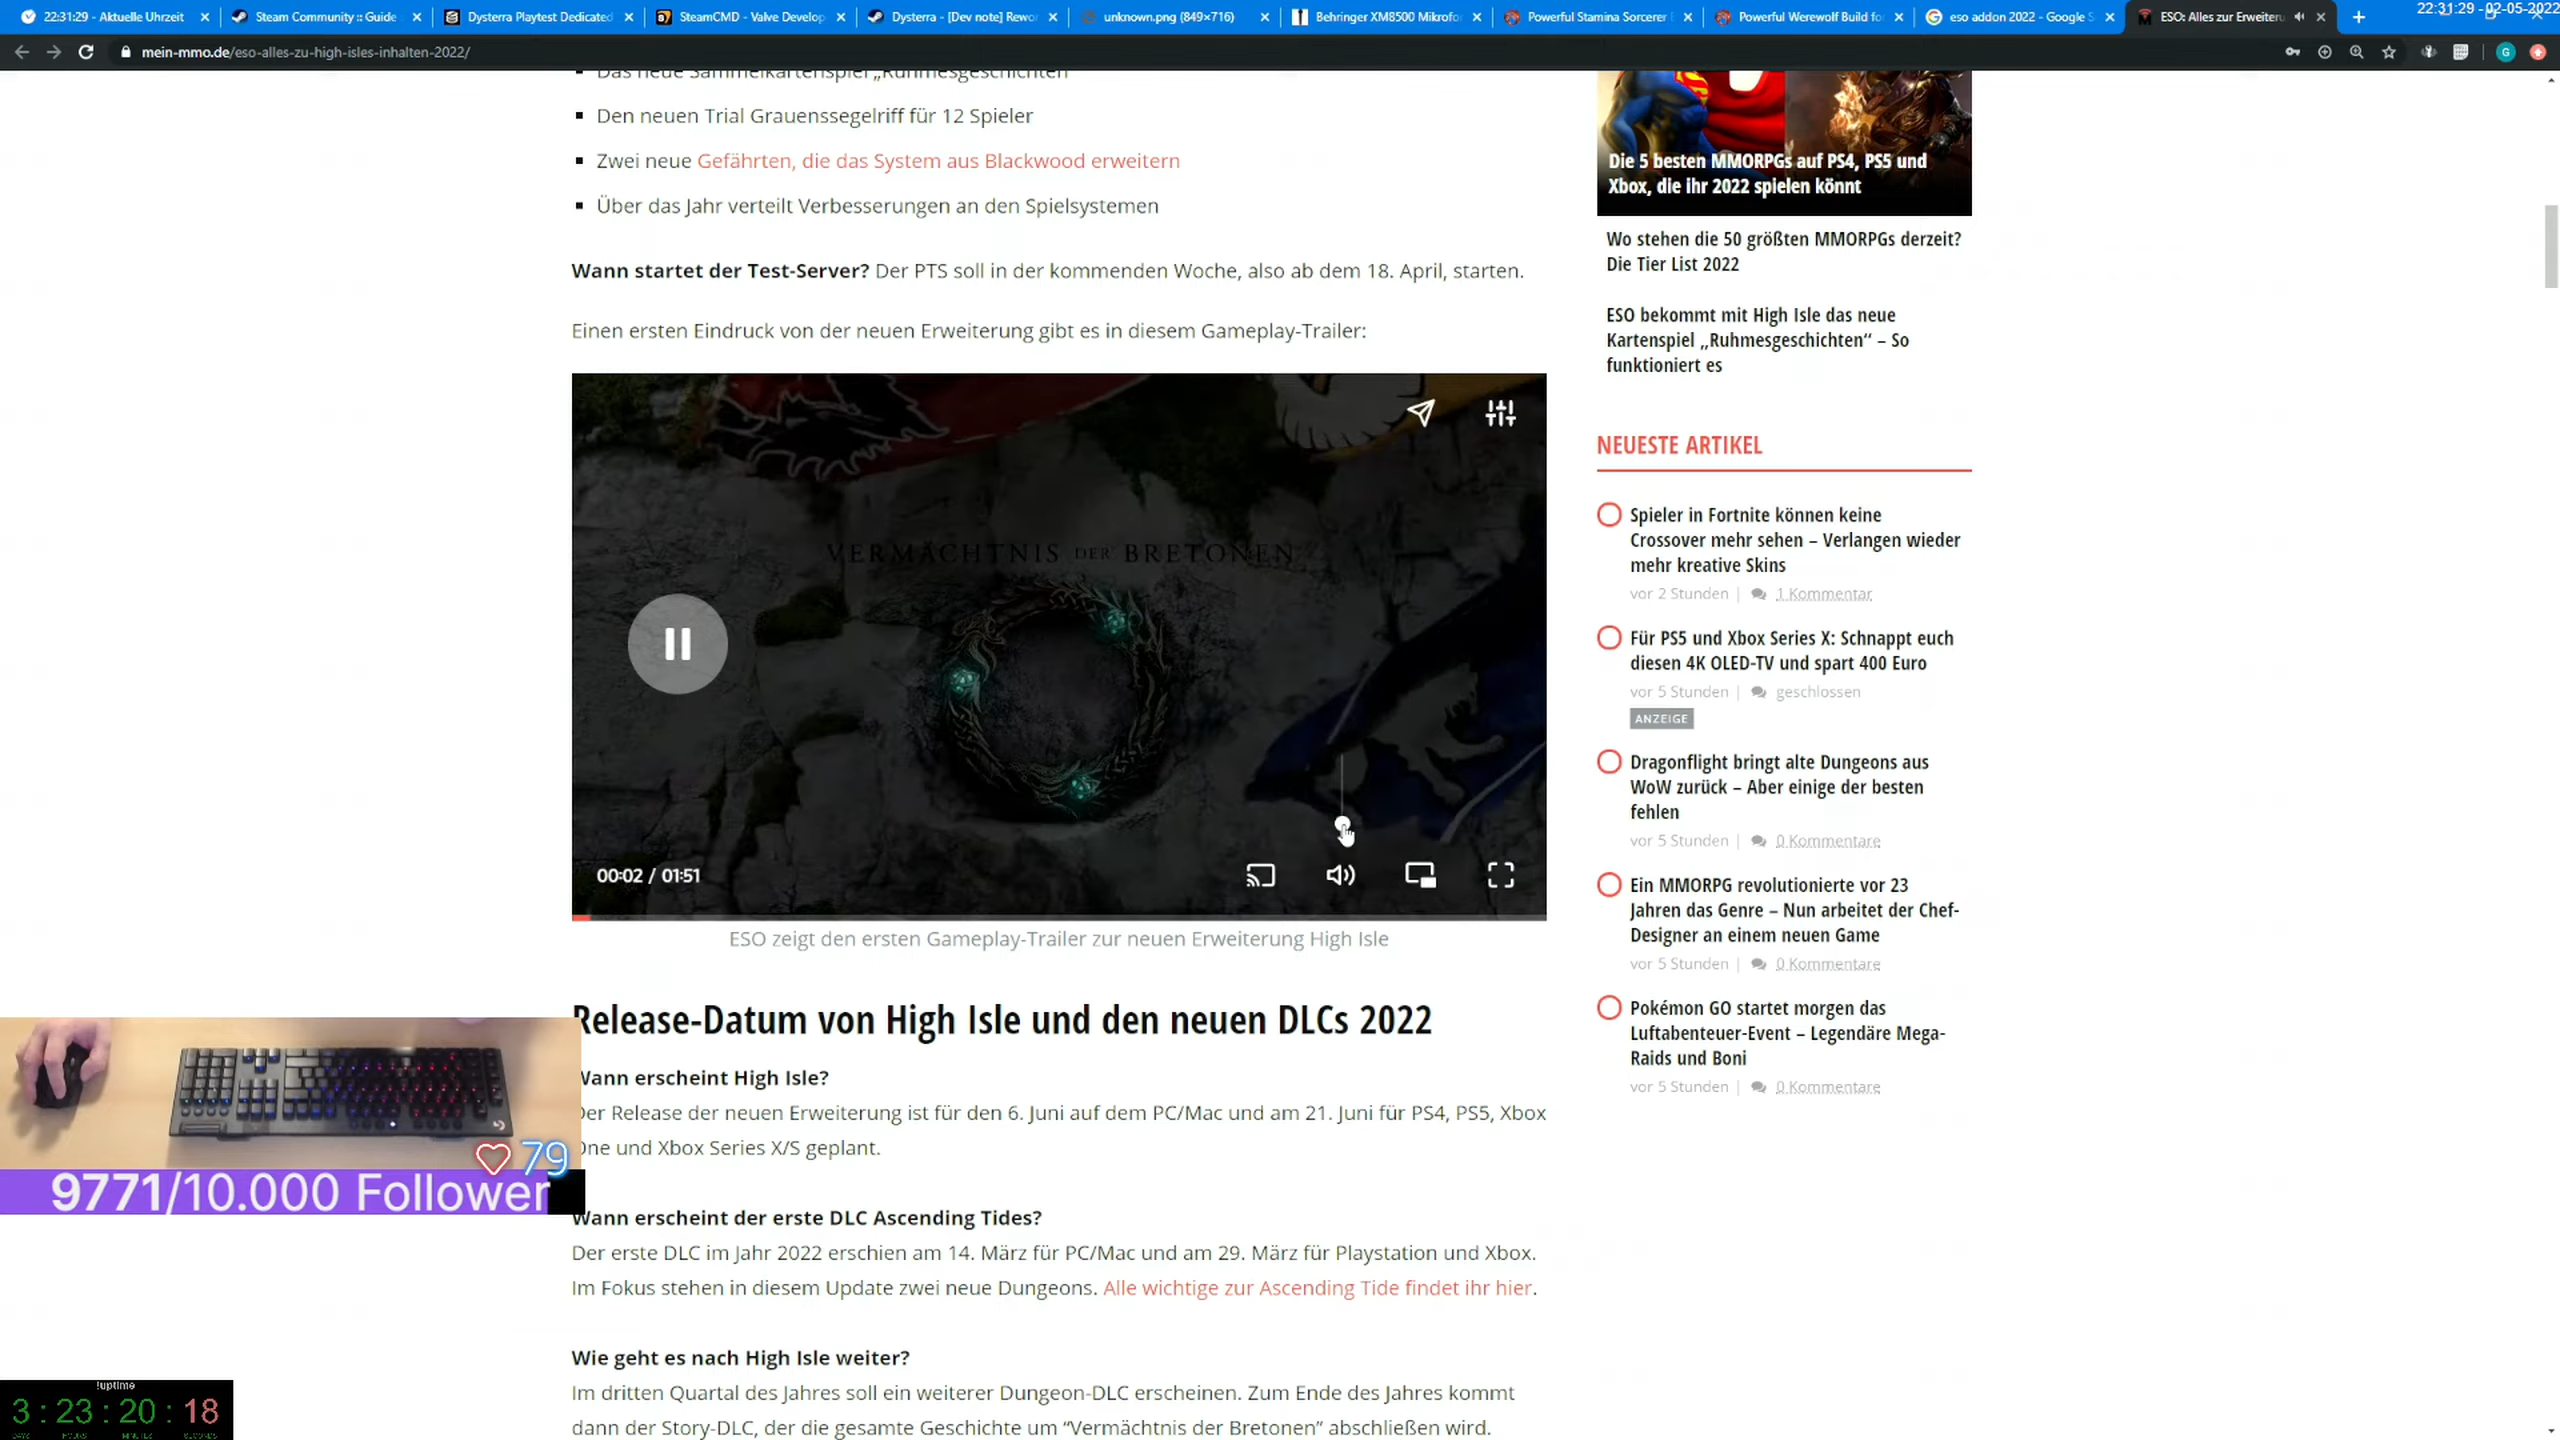 22:31:29 - Aktuelle Uhrzeit
Steam Community :: Guide
Dysterra Playtest Dedicated
SteamCMD - Valve Develop
Dysterra - [Dev note] Rewor
unknown.png (849×716)
Behringer XM8500 Mikrofo
Powerful Stamina Sorcerer
Powerful Werewolf Build fo
eso addon 2022 - Google S
ESO: Alles zur Erweiteru
22:31:29 - 02-05-2022
mein-mmo.de/eso-alles-zu-high-isles-inhalten-2022/
Das neue Sammelkartenspiel „Ruhmesgeschichten
Den neuen Trial Grauenssegelriff für 12 Spieler
Zwei neue Gefährten, die das System aus Blackwood erweitern
Über das Jahr verteilt Verbesserungen an den Spielsystemen
Wann startet der Test-Server? Der PTS soll in der kommenden Woche, also ab dem 18. April, starten.
Einen ersten Eindruck von der neuen Erweiterung gibt es in diesem Gameplay-Trailer:
VERMÄCHTNIS DER BRETONEN
00:02 / 01:51
ESO zeigt den ersten Gameplay-Trailer zur neuen Erweiterung High Isle
Release-Datum von High Isle und den neuen DLCs 2022
Wann erscheint High Isle?
Der Release der neuen Erweiterung ist für den 6. Juni auf dem PC/Mac und am 21. Juni für PS4, PS5, Xbox
One und Xbox Series X/S geplant.
Wann erscheint der erste DLC Ascending Tides?
Der erste DLC im Jahr 2022 erschien am 14. März für PC/Mac und am 29. März für Playstation und Xbox.
Im Fokus stehen in diesem Update zwei neue Dungeons. Alle wichtige zur Ascending Tide findet ihr hier.
Wie geht es nach High Isle weiter?
Im dritten Quartal des Jahres soll ein weiterer Dungeon-DLC erscheinen. Zum Ende des Jahres kommt
dann der Story-DLC, der die gesamte Geschichte um “Vermächtnis der Bretonen” abschließen wird.
Die 5 besten MMORPGs auf PS4, PS5 und
Xbox, die ihr 2022 spielen könnt
Wo stehen die 50 größten MMORPGs derzeit?
Die Tier List 2022
ESO bekommt mit High Isle das neue
Kartenspiel „Ruhmesgeschichten“ – So
funktioniert es
NEUESTE ARTIKEL
Spieler in Fortnite können keine
Crossover mehr sehen – Verlangen wieder
mehr kreative Skins
vor 2 Stunden | 1 Kommentar
Für PS5 und Xbox Series X: Schnappt euch
diesen 4K OLED-TV und spart 400 Euro
vor 5 Stunden | geschlossen
ANZEIGE
Dragonflight bringt alte Dungeons aus
WoW zurück – Aber einige der besten
fehlen
vor 5 Stunden | 0 Kommentare
Ein MMORPG revolutionierte vor 23
Jahren das Genre – Nun arbeitet der Chef-
Designer an einem neuen Game
vor 5 Stunden | 0 Kommentare
Pokémon GO startet morgen das
Luftabenteuer-Event – Legendäre Mega-
Raids und Boni
vor 5 Stunden | 0 Kommentare
79
9771/10.000 Follower
!uptime
3 : 23 : 20 : 18
DAYS HOURS MINUTES SECONDS